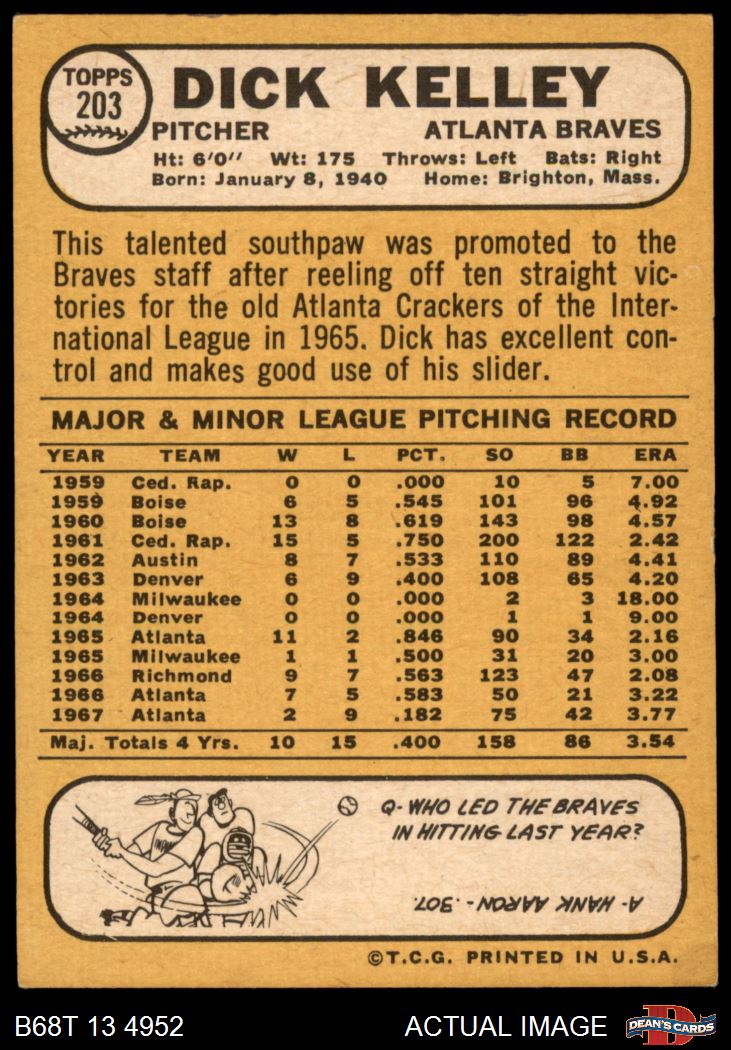 TOPPS
203
DICK KELLEY
PITCHER ATLANTA BRAVES
Ht: 6'0'' Wt: 175 Throws: Left Bats: Right
Born: January 8, 1940 Home: Brighton, Mass.
This talented southpaw was promoted to the
Braves staff after reeling off ten straight vic-
tories for the old Atlanta Crackers of the Inter-
national League in 1965. Dick has excellent con-
trol and makes good use of his slider.
MAJOR & MINOR LEAGUE PITCHING RECORD
YEAR TEAM W L PCT. SO BB ERA
1959 Ced. Rap. 0 0 .000 10 5 7.00
1959 Boise 6 5 .545 101 96 4.92
1960 Boise 13 8 .619 143 98 4.57
1961 Ced. Rap. 15 5 .750 200 122 2.42
1962 Austin 8 7 .533 110 89 4.41
1963 Denver 6 9 .400 108 65 4.20
1964 Milwaukee 0 0 .000 2 3 18.00
1964 Denver 0 0 .000 1 1 9.00
1965 Atlanta 11 2 .846 90 34 2.16
1965 Milwaukee 1 1 .500 31 20 3.00
1966 Richmond 9 7 .563 123 47 2.08
1966 Atlanta 7 5 .583 50 21 3.22
1967 Atlanta 2 9 .182 75 42 3.77
Maj. Totals 4 Yrs. 10 15 .400 158 86 3.54
Q- WHO LED THE BRAVES
IN HITTING LAST YEAR?
A- HANK AARON - .307.
©T.C.G. PRINTED IN U.S.A.
B68T 13 4952 ACTUAL IMAGE
D
DEAN'S CARDS